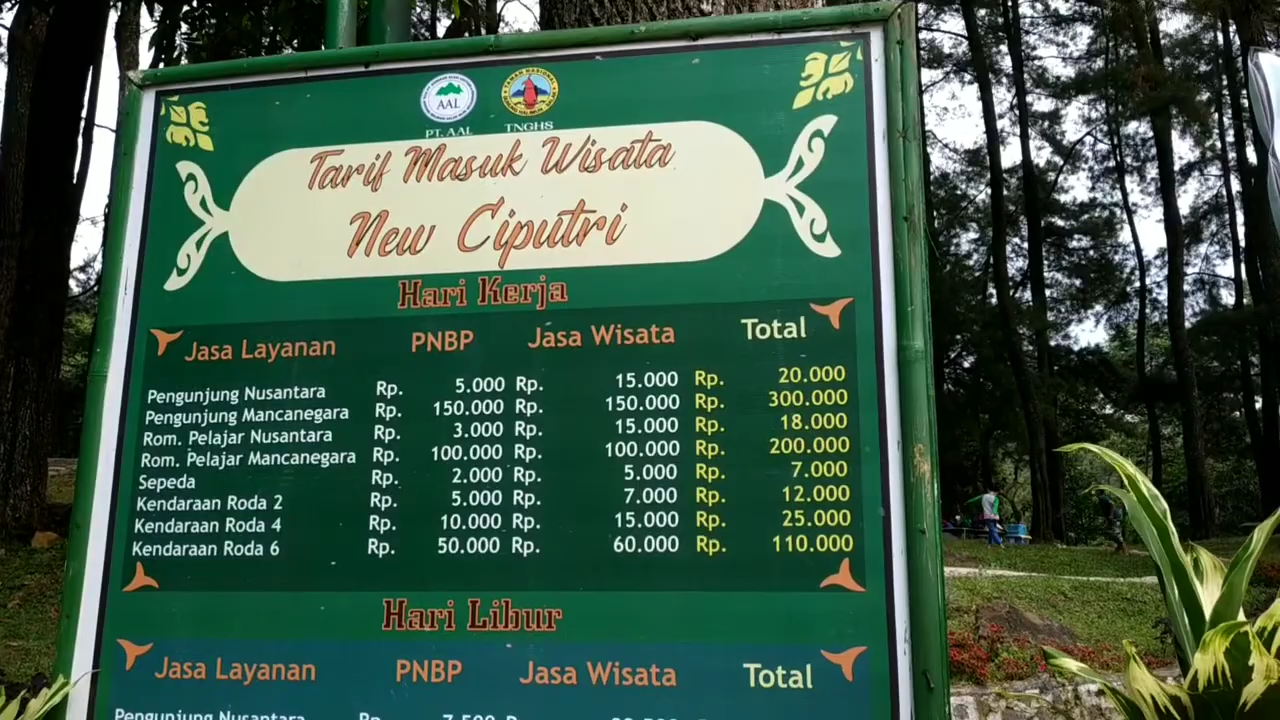 AAL
PT. AAL TNGHS
Tarif Masuk Wisata
New Ciputri
Hari Kerja
Jasa Layanan PNBP Jasa Wisata Total
Pengunjung Nusantara Rp. 5.000 Rp. 15.000 Rp. 20.000
Pengunjung Mancanegara Rp. 150.000 Rp. 150.000 Rp. 300.000
Rom. Pelajar Nusantara Rp. 3.000 Rp. 15.000 Rp. 18.000
Rom. Pelajar Mancanegara Rp. 100.000 Rp. 100.000 Rp. 200.000
Sepeda Rp. 2.000 Rp. 5.000 Rp. 7.000
Kendaraan Roda 2 Rp. 5.000 Rp. 7.000 Rp. 12.000
Kendaraan Roda 4 Rp. 10.000 Rp. 15.000 Rp. 25.000
Kendaraan Roda 6 Rp. 50.000 Rp. 60.000 Rp. 110.000
Hari Libur
Jasa Layanan PNBP Jasa Wisata Total
Pengunjung Nusantara Rp. 7.500